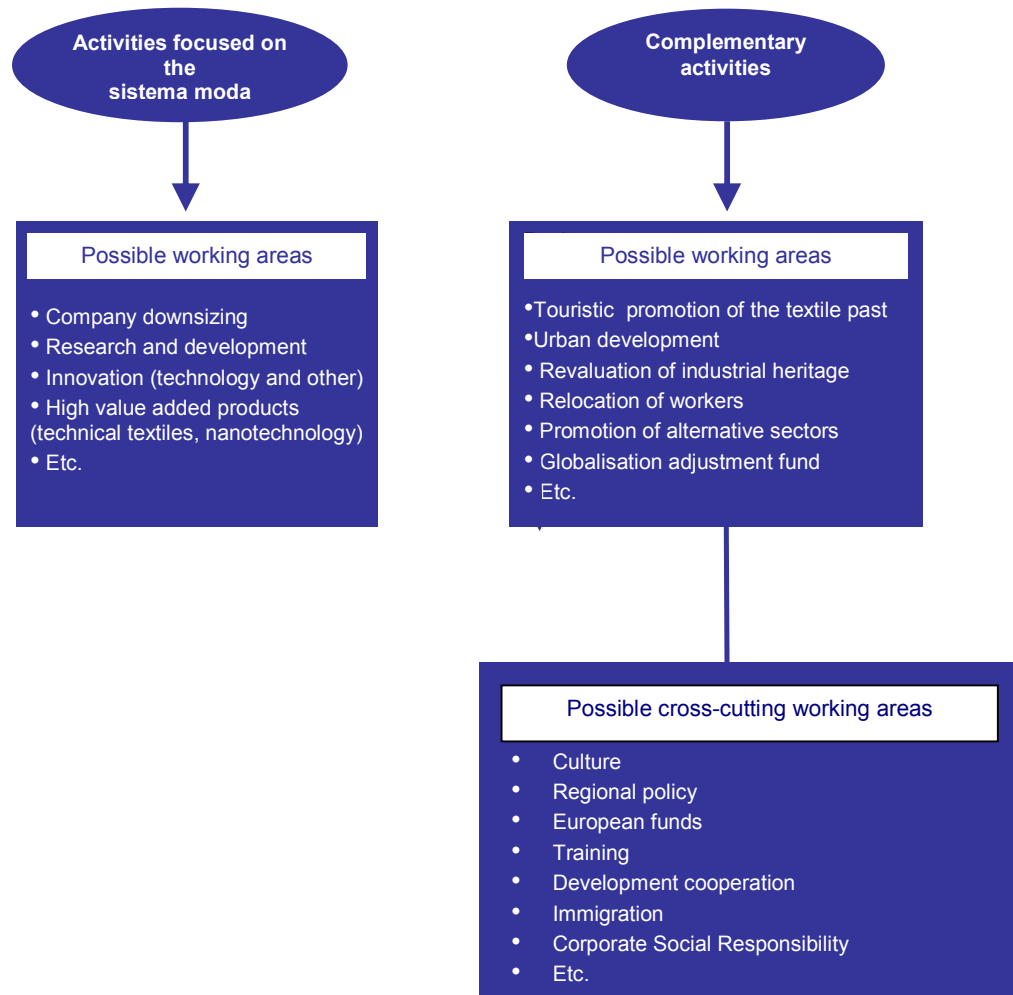 Activities focused on
the
sistema moda
Complementary
activities
Possible working areas
• Company downsizing
• Research and development
• Innovation (technology and other)
• High value added products
(technical textiles, nanotechnology)
• Etc.
Possible working areas
•Touristic promotion of the textile past
•Urban development
• Revaluation of industrial heritage
• Relocation of workers
• Promotion of alternative sectors
• Globalisation adjustment fund
• Etc.
Possible cross-cutting working areas
• Culture
• Regional policy
• European funds
• Training
• Development cooperation
• Immigration
• Corporate Social Responsibility
• Etc.